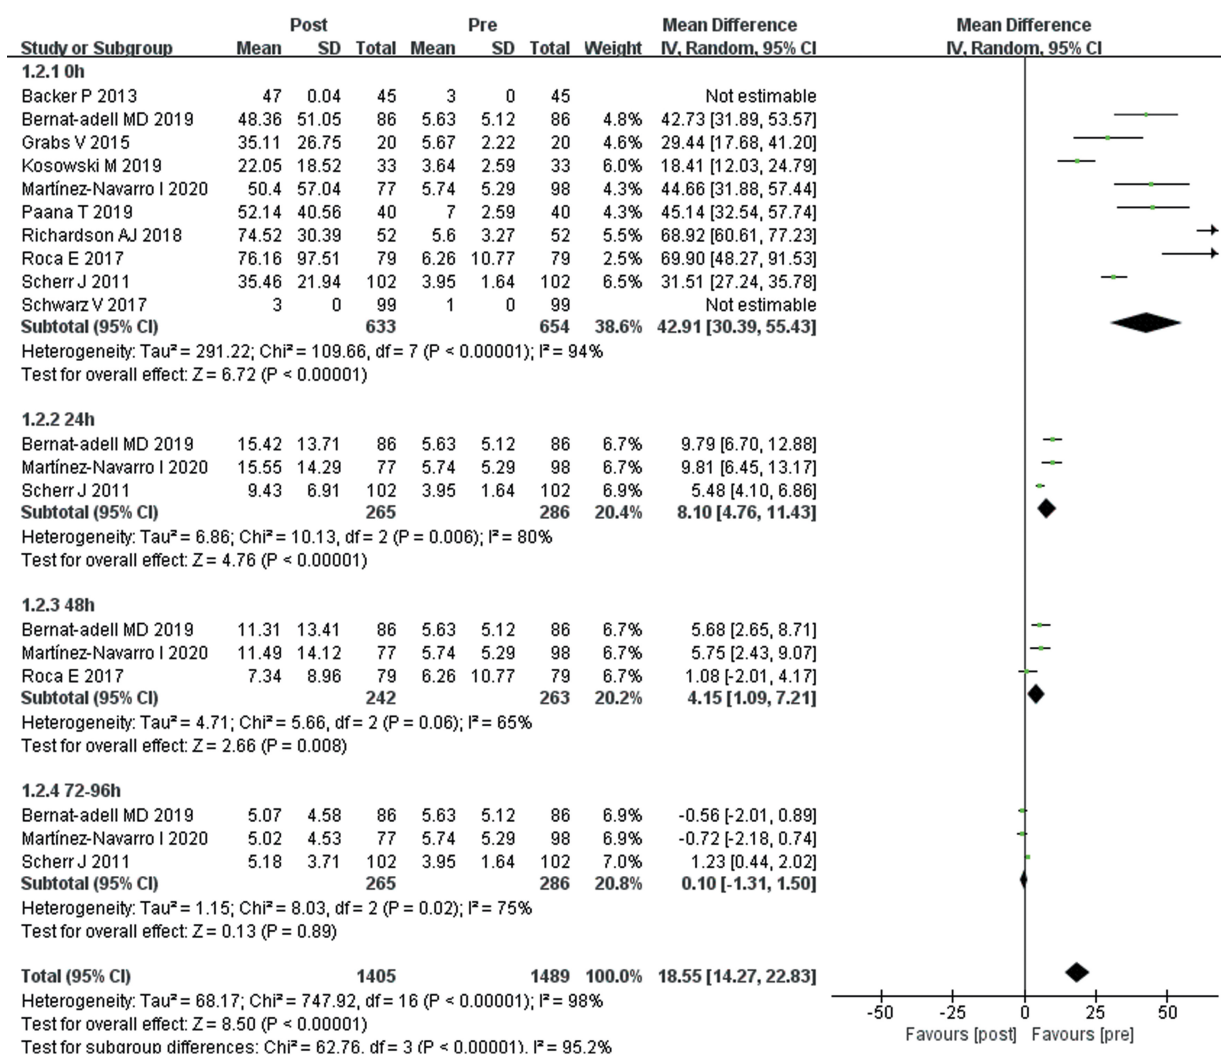 Post Pre Mean Difference Mean Difference
Study or Subgroup Mean SD Total Mean SD Total Weight IV, Random, 95% CI IV, Random, 95% CI
1.2.1 0h
Backer P 2013 47 0.04 45 3 0 45 Not estimable
Bernat-adell MD 2019 48.36 51.05 86 5.63 5.12 86 4.8% 42.73 [31.89, 53.57]
Grabs V 2015 35.11 26.75 20 5.67 2.22 20 4.6% 29.44 [17.68, 41.20]
Kosowski M 2019 22.05 18.52 33 3.64 2.59 33 6.0% 18.41 [12.03, 24.79]
Martínez-Navarro I 2020 50.4 57.04 77 5.74 5.29 98 4.3% 44.66 [31.88, 57.44]
Paana T 2019 52.14 40.56 40 7 2.59 40 4.3% 45.14 [32.54, 57.74]
Richardson AJ 2018 74.52 30.39 52 5.6 3.27 52 5.5% 68.92 [60.61, 77.23]
Roca E 2017 76.16 97.51 79 6.26 10.77 79 2.5% 69.90 [48.27, 91.53]
Scherr J 2011 35.46 21.94 102 3.95 1.64 102 6.5% 31.51 [27.24, 35.78]
Schwarz V 2017 3 0 99 1 0 99 Not estimable
Subtotal (95% CI) 633 654 38.6% 42.91 [30.39, 55.43]
Heterogeneity: Tau² = 291.22; Chi² = 109.66, df = 7 (P < 0.00001); I² = 94%
Test for overall effect: Z = 6.72 (P < 0.00001)
1.2.2 24h
Bernat-adell MD 2019 15.42 13.71 86 5.63 5.12 86 6.7% 9.79 [6.70, 12.88]
Martínez-Navarro I 2020 15.55 14.29 77 5.74 5.29 98 6.7% 9.81 [6.45, 13.17]
Scherr J 2011 9.43 6.91 102 3.95 1.64 102 6.9% 5.48 [4.10, 6.86]
Subtotal (95% CI) 265 286 20.4% 8.10 [4.76, 11.43]
Heterogeneity: Tau² = 6.86; Chi² = 10.13, df = 2 (P = 0.006); I² = 80%
Test for overall effect: Z = 4.76 (P < 0.00001)
1.2.3 48h
Bernat-adell MD 2019 11.31 13.41 86 5.63 5.12 86 6.7% 5.68 [2.65, 8.71]
Martínez-Navarro I 2020 11.49 14.12 77 5.74 5.29 98 6.7% 5.75 [2.43, 9.07]
Roca E 2017 7.34 8.96 79 6.26 10.77 79 6.7% 1.08 [-2.01, 4.17]
Subtotal (95% CI) 242 263 20.2% 4.15 [1.09, 7.21]
Heterogeneity: Tau² = 4.71; Chi² = 5.66, df = 2 (P = 0.06); I² = 65%
Test for overall effect: Z = 2.66 (P = 0.008)
1.2.4 72-96h
Bernat-adell MD 2019 5.07 4.58 86 5.63 5.12 86 6.9% -0.56 [-2.01, 0.89]
Martínez-Navarro I 2020 5.02 4.53 77 5.74 5.29 98 6.9% -0.72 [-2.18, 0.74]
Scherr J 2011 5.18 3.71 102 3.95 1.64 102 7.0% 1.23 [0.44, 2.02]
Subtotal (95% CI) 265 286 20.8% 0.10 [-1.31, 1.50]
Heterogeneity: Tau² = 1.15; Chi² = 8.03, df = 2 (P = 0.02); I² = 75%
Test for overall effect: Z = 0.13 (P = 0.89)
Total (95% CI) 1405 1489 100.0% 18.55 [14.27, 22.83]
Heterogeneity: Tau² = 68.17; Chi² = 747.92, df = 16 (P < 0.00001); I² = 98%
Test for overall effect: Z = 8.50 (P < 0.00001)
Test for subgroup differences: Chi² = 62.76, df = 3 (P < 0.00001), I² = 95.2%
-50 -25 0 25 50
Favours [post] Favours [pre]